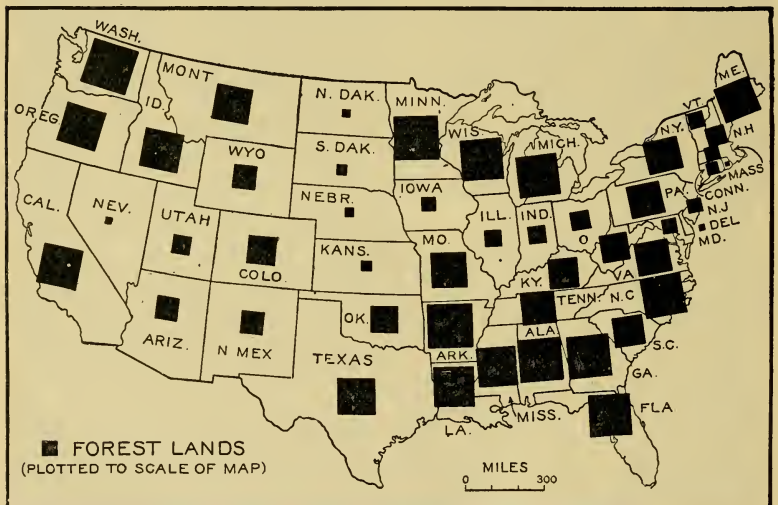 WASH.
MONT
N. DAK.
MINN.
ME.
VT.
N.Y.
N.H
OREG
ID.
WIS.
MICH.
MASS
S. DAK.
WYO
CONN.
PA.
N.J
DEL
MD.
CAL.
NEV.
UTAH
NEBR.
IOWA
ILL.
IND.
O
COLO
KANS.
MO.
KY.
VA
TENN.
N.C
ARIZ.
N MEX
OK.
ARK.
ALA.
S.C.
TEXAS
GA.
LA.
MISS.
FLA
FOREST LANDS
(PLOTTED TO SCALE OF MAP)
MILES
0 300